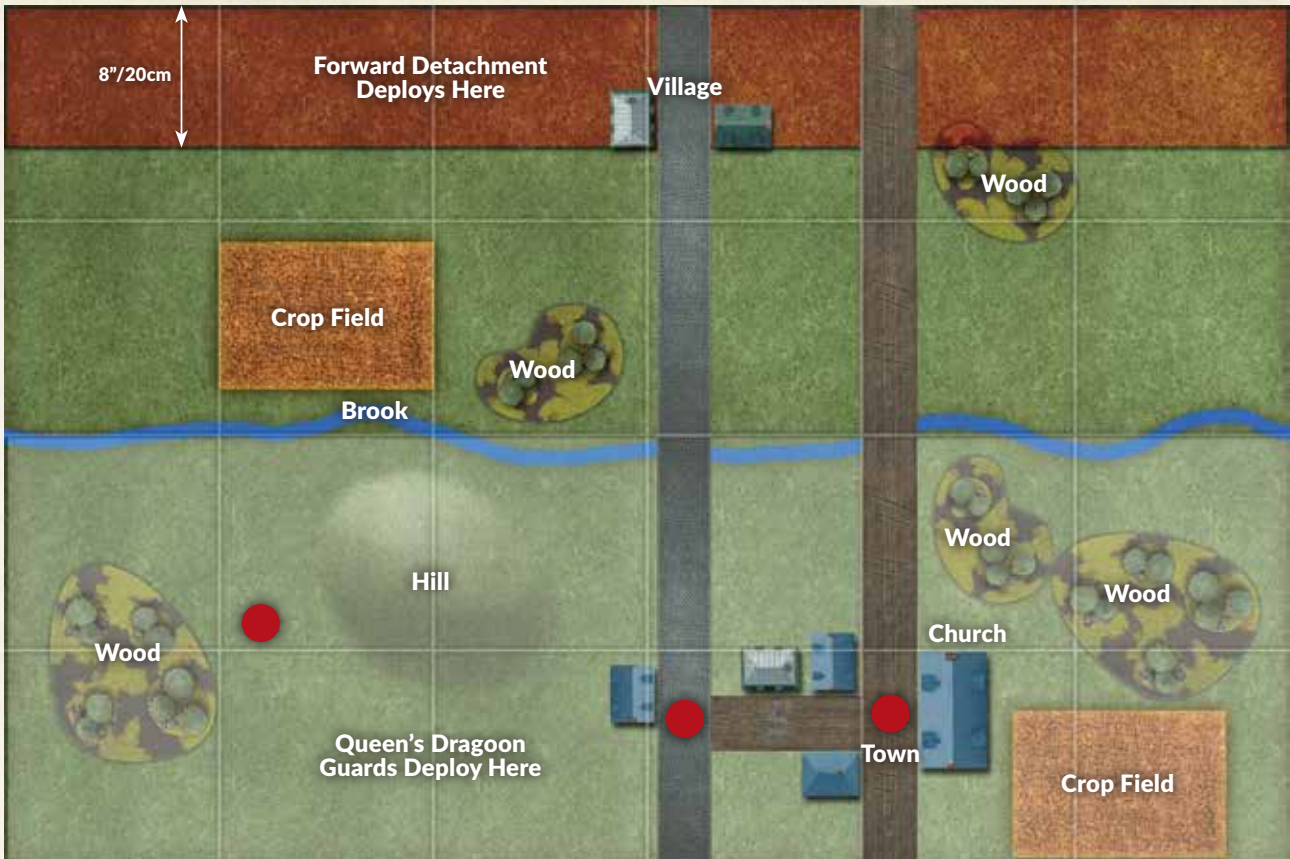 8”/20cm
Forward Detachment
Deploys Here
Village
Wood
Crop Field
Wood
Brook
Hill
Wood
Wood
Church
Wood
Queen’s Dragoon
Guards Deploy Here
Town
Crop Field